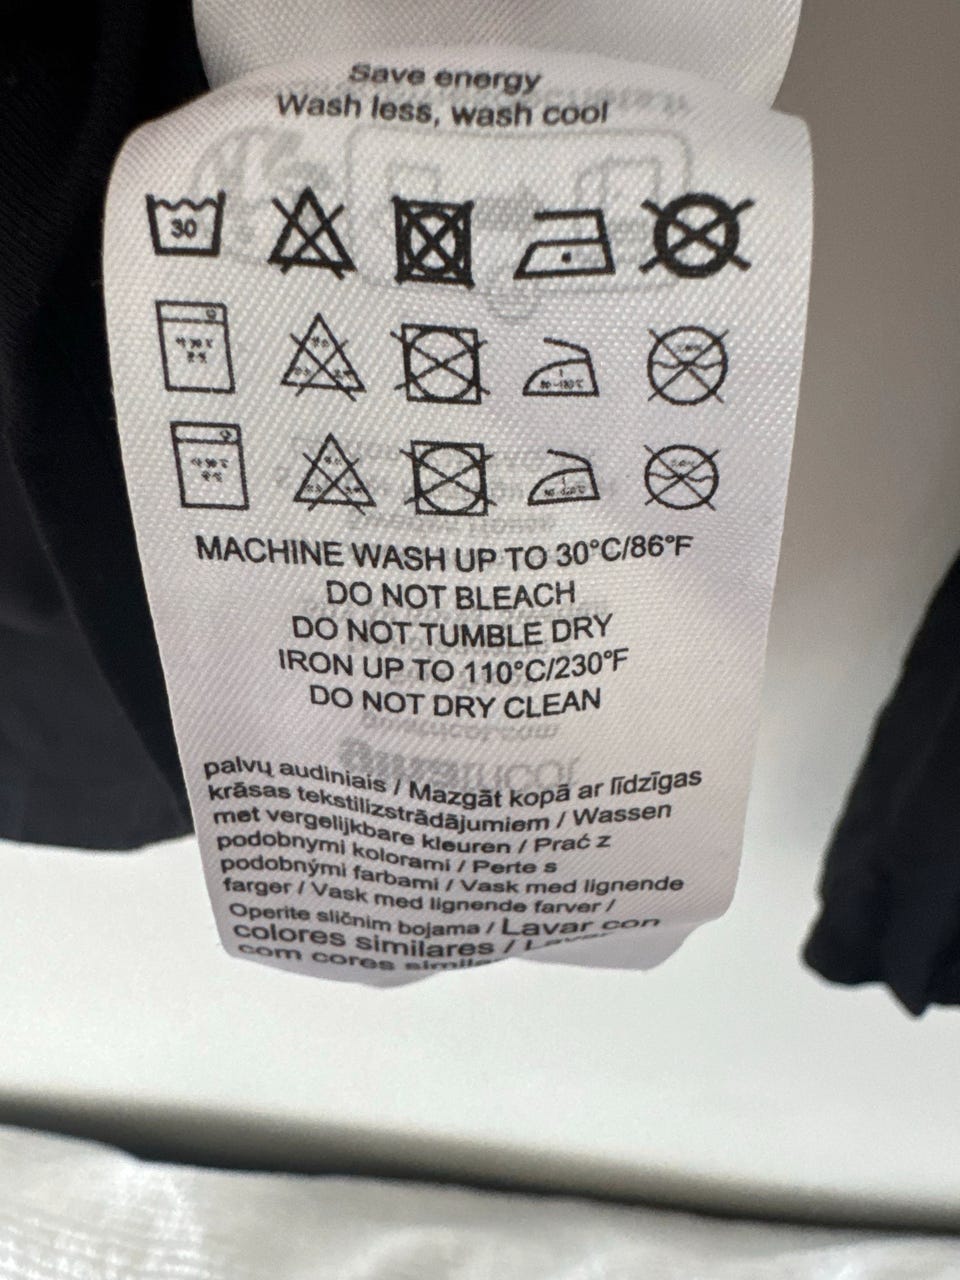 Save energy
Wash less, wash cool
30
MACHINE WASH UP TO 30°C/86°F
DO NOT BLEACH
DO NOT TUMBLE DRY
IRON UP TO 110°C/230°F
DO NOT DRY CLEAN
palvų audiniais / Mazgāt kopā ar līdzīgas
krāsas tekstilizstrādājumiem / Wassen
met vergelijkbare kleuren / Prać z
podobnymi kolorami / Perte s
podobnými farbami / Vask med lignende
farger / Vask med lignende farver /
Operite sličnim bojama / Lavar con
colores similares /
com cores